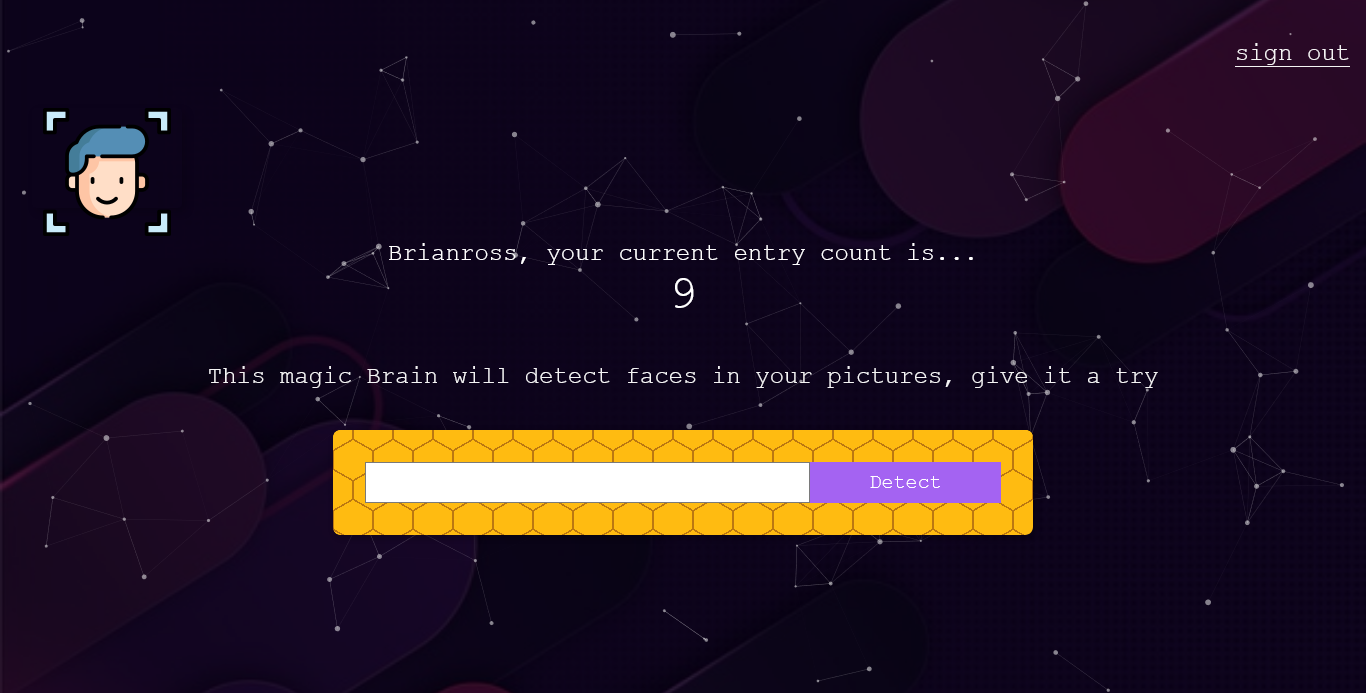 sign out
Brianross, your current entry count is...
9
This magic Brain will detect faces in your pictures, give it a try
Detect